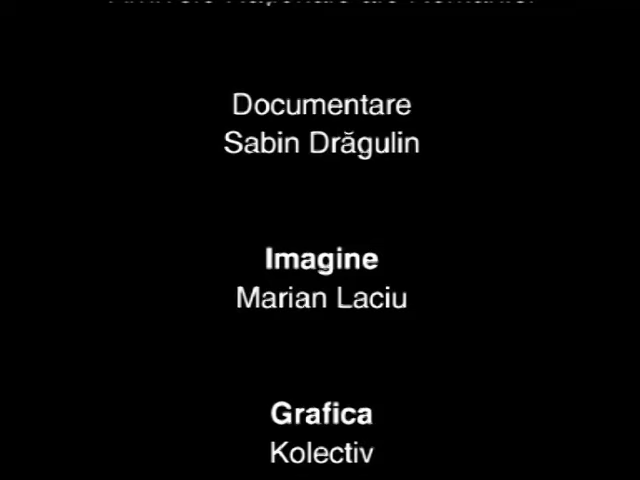 Documentare
Sabin Drăgulin
Imagine
Marian Laciu
Grafica
Kolectiv